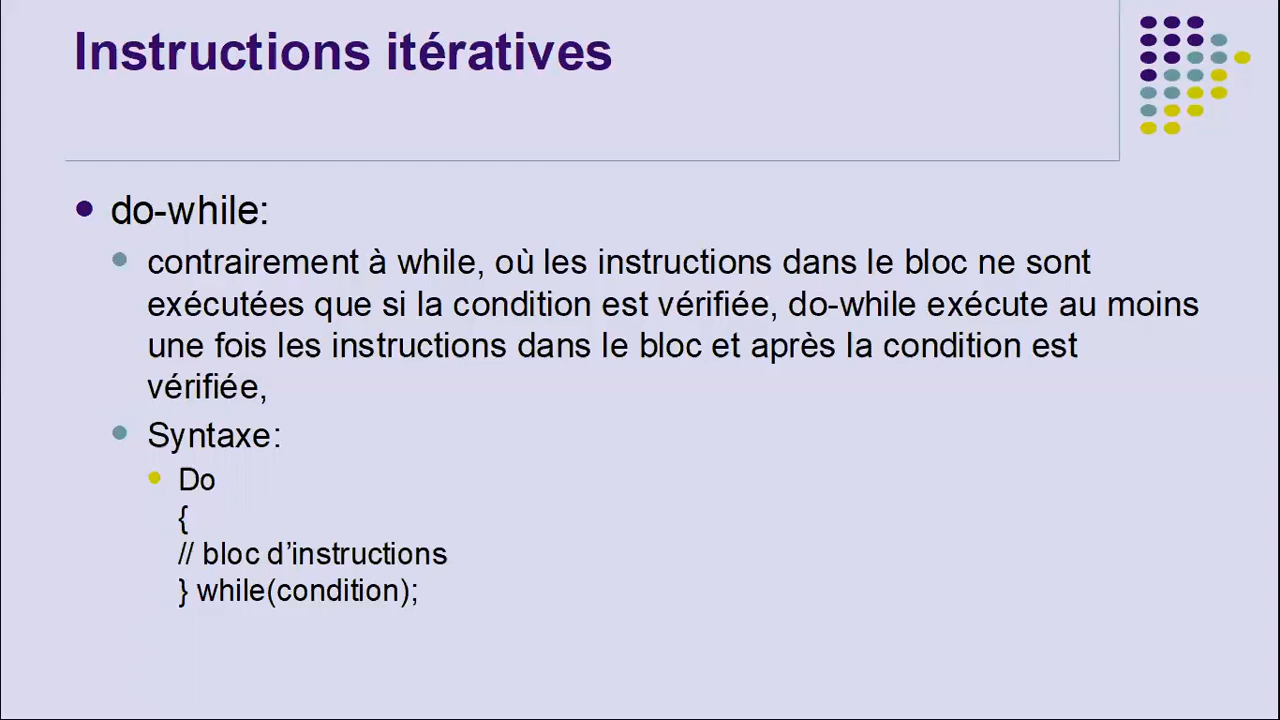 Instructions itératives
do-while:
contrairement à while, où les instructions dans le bloc ne sont
exécutées que si la condition est vérifiée, do-while exécute au moins
une fois les instructions dans le bloc et après la condition est
vérifiée,
Syntaxe:
Do
{
// bloc d’instructions
} while(condition);